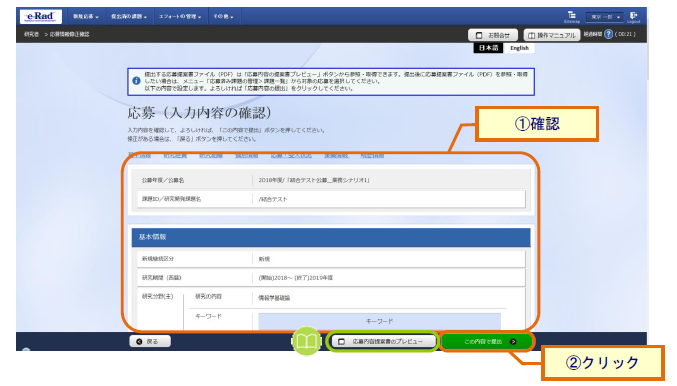 e-Rad 新規応募 提出済の課題 エフォートの管理 その他 Sitemap Logout
研究者 > 応募情報修正確認 お問合せ 操作マニュアル 経過時間 ? (00:21)
日本語 English
提出する応募提案書ファイル（PDF）は「応募内容の提案書プレビュー」ボタンから参照・取得できます。提出後に応募提案書ファイル（PDF）を参照・取得
したい場合は、メニュー「応募済み課題の管理>課題一覧」から対象の応募を選択してください。
以下の内容で設定します。よろしければ「応募内容の提出」をクリックしてください。
応募（入力内容の確認）
入力内容を確認して、よろしければ、「この内容で提出」ボタンを押してください。
修正がある場合は、「戻る」ボタンを押してください。
①確認
公募年度／公募名 2018年度/「結合テスト公募_業務シナリオ1」
課題ID／研究開発課題名 /結合テスト
基本情報
新規継続区分 新規
研究期間（西暦） (開始)2018～ (終了)2019年度
研究分野(主) 研究の内容 情報学基礎論
キーワード キーワード
戻る 応募内容提案書のプレビュー この内容で提出
②クリック